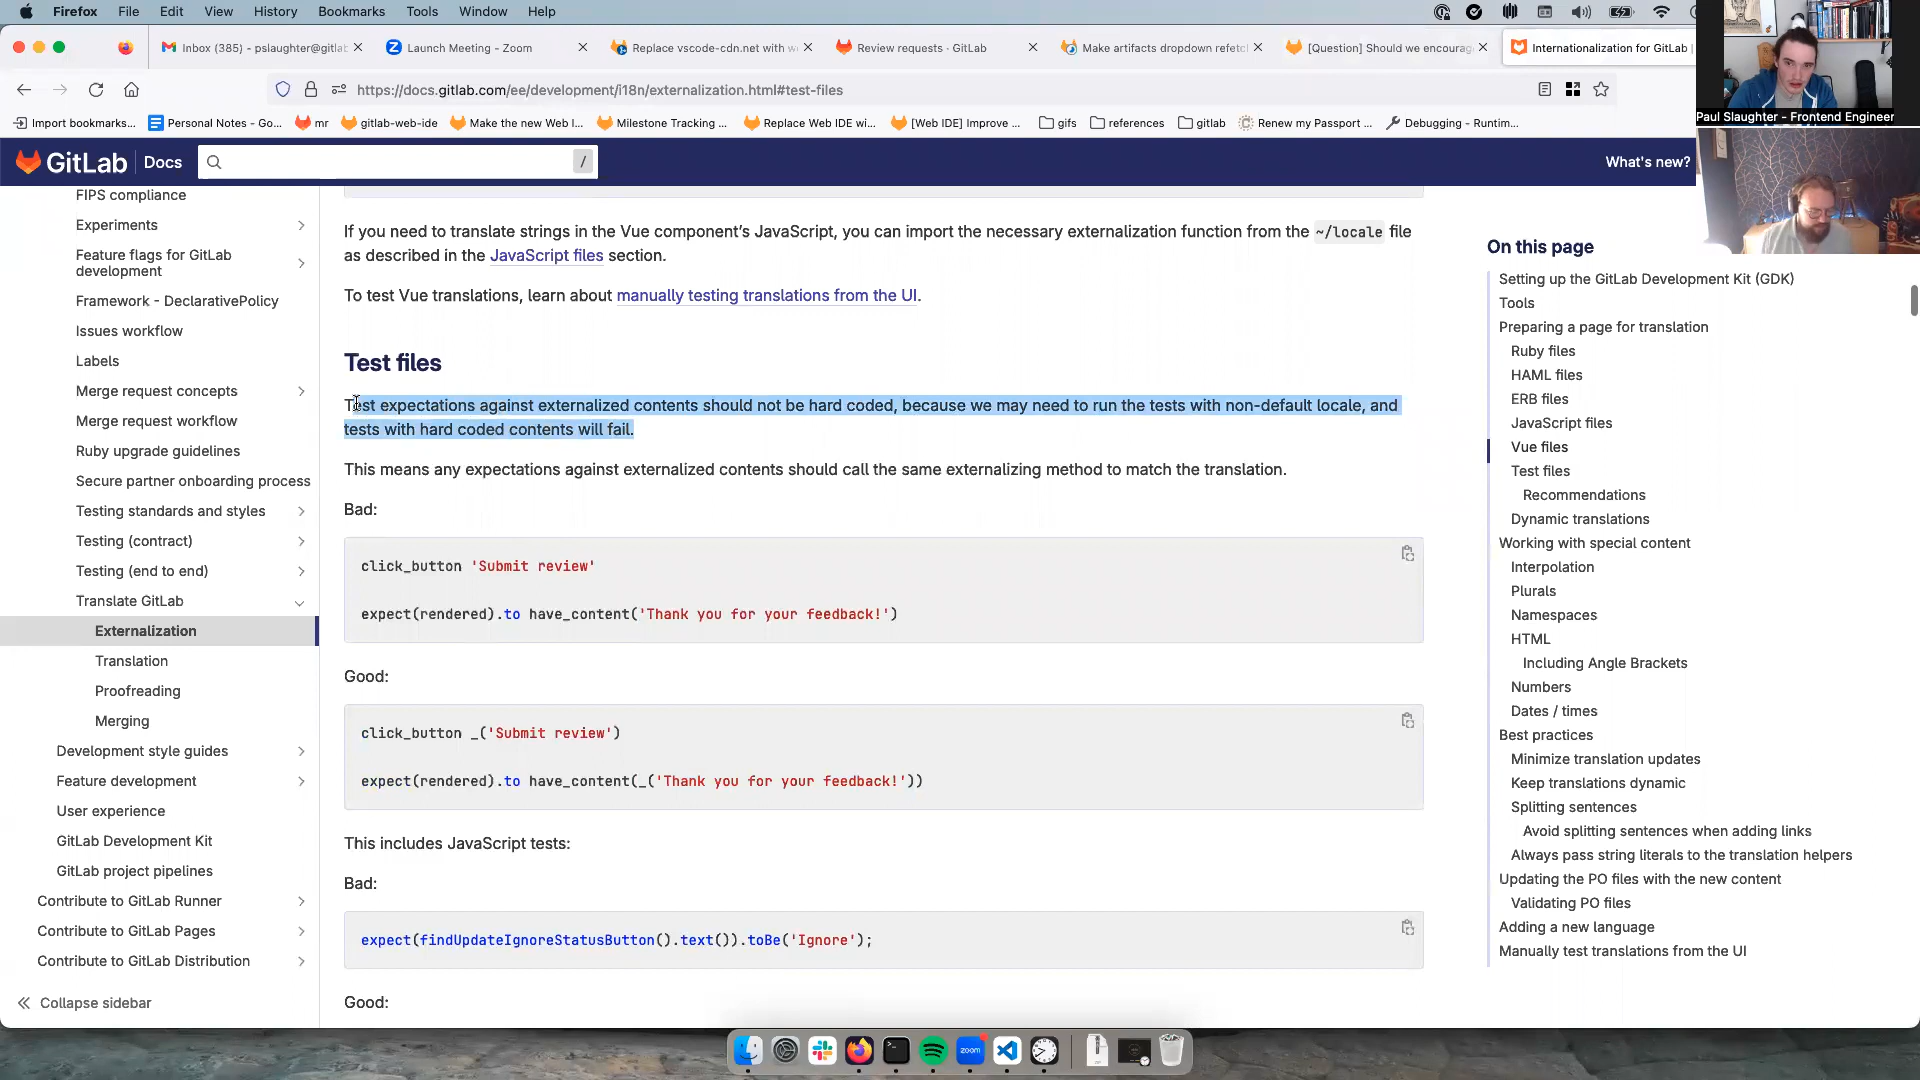 Firefox File Edit View History Bookmarks Tools Window Help
Inbox (385) - pslaughter@gitlab
Launch Meeting - Zoom
Replace vscode-cdn.net with w
Review requests · GitLab
Make artifacts dropdown refetc
[Question] Should we encourag
Internationalization for GitLab |
https://docs.gitlab.com/ee/development/i18n/externalization.html#test-files
Import bookmarks...
Personal Notes - Go...
mr
gitlab-web-ide
Make the new Web I...
Milestone Tracking ...
Replace Web IDE wi...
[Web IDE] Improve ...
gifs
references
gitlab
Renew my Passport ...
Debugging - Runtim...
Paul Slaughter - Frontend Engineer
GitLab Docs
/
What's new?
FIPS compliance
Experiments
Feature flags for GitLab
development
Framework - DeclarativePolicy
Issues workflow
Labels
Merge request concepts
Merge request workflow
Ruby upgrade guidelines
Secure partner onboarding process
Testing standards and styles
Testing (contract)
Testing (end to end)
Translate GitLab
Externalization
Translation
Proofreading
Merging
Development style guides
Feature development
User experience
GitLab Development Kit
GitLab project pipelines
Contribute to GitLab Runner
Contribute to GitLab Pages
Contribute to GitLab Distribution
Collapse sidebar
If you need to translate strings in the Vue component's JavaScript, you can import the necessary externalization function from the ~/locale file
as described in the JavaScript files section.
To test Vue translations, learn about manually testing translations from the UI.
Test files
Test expectations against externalized contents should not be hard coded, because we may need to run the tests with non-default locale, and
tests with hard coded contents will fail.
This means any expectations against externalized contents should call the same externalizing method to match the translation.
Bad:
click_button 'Submit review'
expect(rendered).to have_content('Thank you for your feedback!')
Good:
click_button _('Submit review')
expect(rendered).to have_content(_('Thank you for your feedback!'))
This includes JavaScript tests:
Bad:
expect(findUpdateIgnoreStatusButton().text()).toBe('Ignore');
Good:
On this page
Setting up the GitLab Development Kit (GDK)
Tools
Preparing a page for translation
Ruby files
HAML files
ERB files
JavaScript files
Vue files
Test files
Recommendations
Dynamic translations
Working with special content
Interpolation
Plurals
Namespaces
HTML
Including Angle Brackets
Numbers
Dates / times
Best practices
Minimize translation updates
Keep translations dynamic
Splitting sentences
Avoid splitting sentences when adding links
Always pass string literals to the translation helpers
Updating the PO files with the new content
Validating PO files
Adding a new language
Manually test translations from the UI
zoom